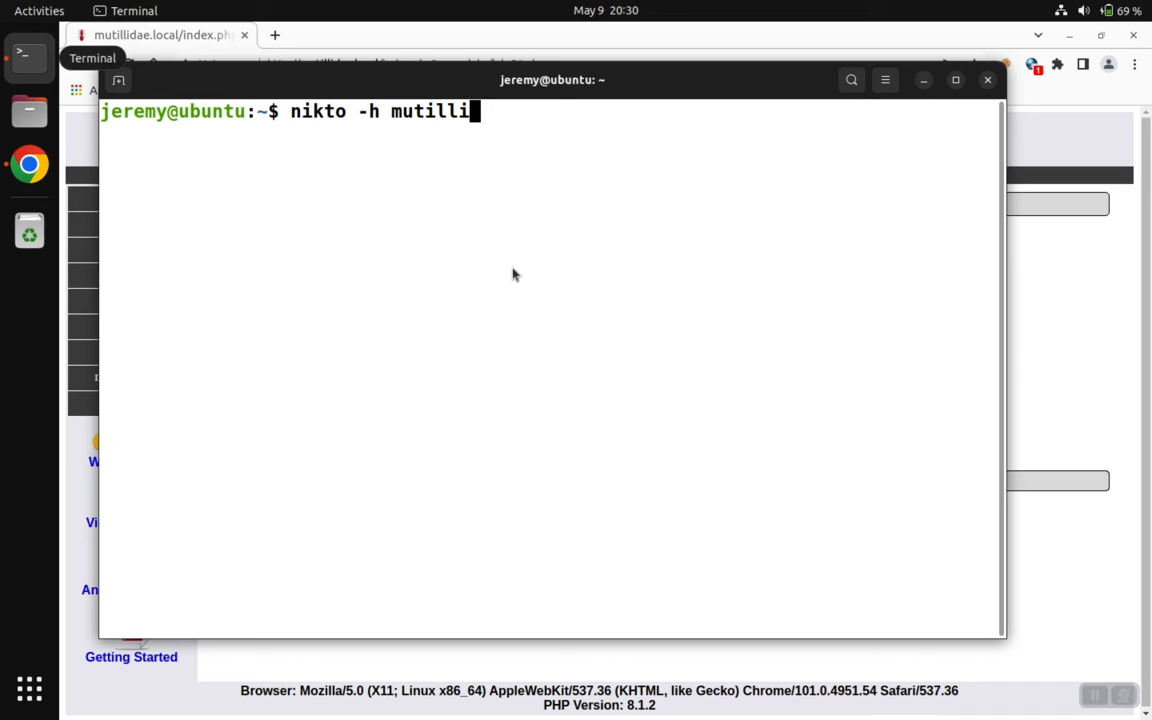 Activities Terminal May 9 20:30 69 %
mutillidae.local/index.ph
Terminal
jeremy@ubuntu: ~
jeremy@ubuntu:~$ nikto -h mutilli
Getting Started
Browser: Mozilla/5.0 (X11; Linux x86_64) AppleWebKit/537.36 (KHTML, like Gecko) Chrome/101.0.4951.54 Safari/537.36
PHP Version: 8.1.2